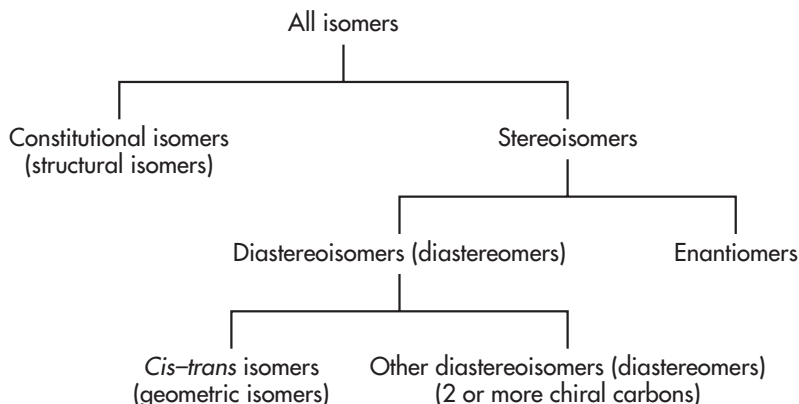 All isomers
Constitutional isomers
(structural isomers)
Stereoisomers
Diastereoisomers (diastereomers)
Enantiomers
Cis–trans isomers
(geometric isomers)
Other diastereoisomers (diastereomers)
(2 or more chiral carbons)